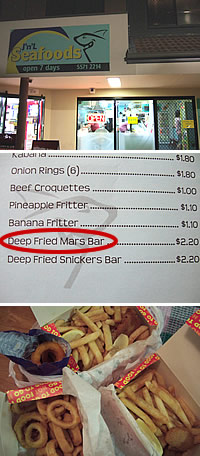 J'n'L
Seafoods
open 7 days 5571 2214
OPEN
Kabana $1.80
Onion Rings (6) $1.80
Beef Croquettes $1.00
Pineapple Fritter $1.10
Banana Fritter $1.10
Deep Fried Mars Bar $2.20
Deep Fried Snickers Bar $2.20